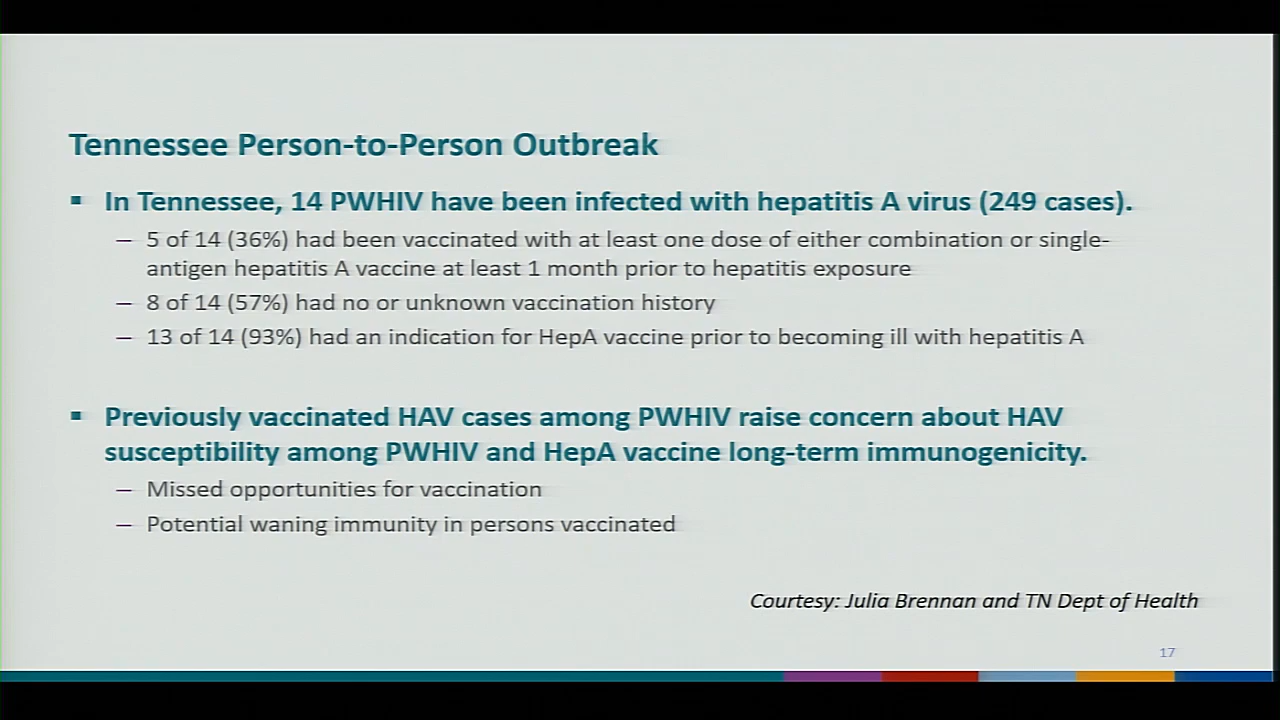 Tennessee Person-to-Person Outbreak
▪ In Tennessee, 14 PWHIV have been infected with hepatitis A virus (249 cases).
– 5 of 14 (36%) had been vaccinated with at least one dose of either combination or single-
antigen hepatitis A vaccine at least 1 month prior to hepatitis exposure
– 8 of 14 (57%) had no or unknown vaccination history
– 13 of 14 (93%) had an indication for HepA vaccine prior to becoming ill with hepatitis A
▪ Previously vaccinated HAV cases among PWHIV raise concern about HAV
susceptibility among PWHIV and HepA vaccine long-term immunogenicity.
– Missed opportunities for vaccination
– Potential waning immunity in persons vaccinated
Courtesy: Julia Brennan and TN Dept of Health
17